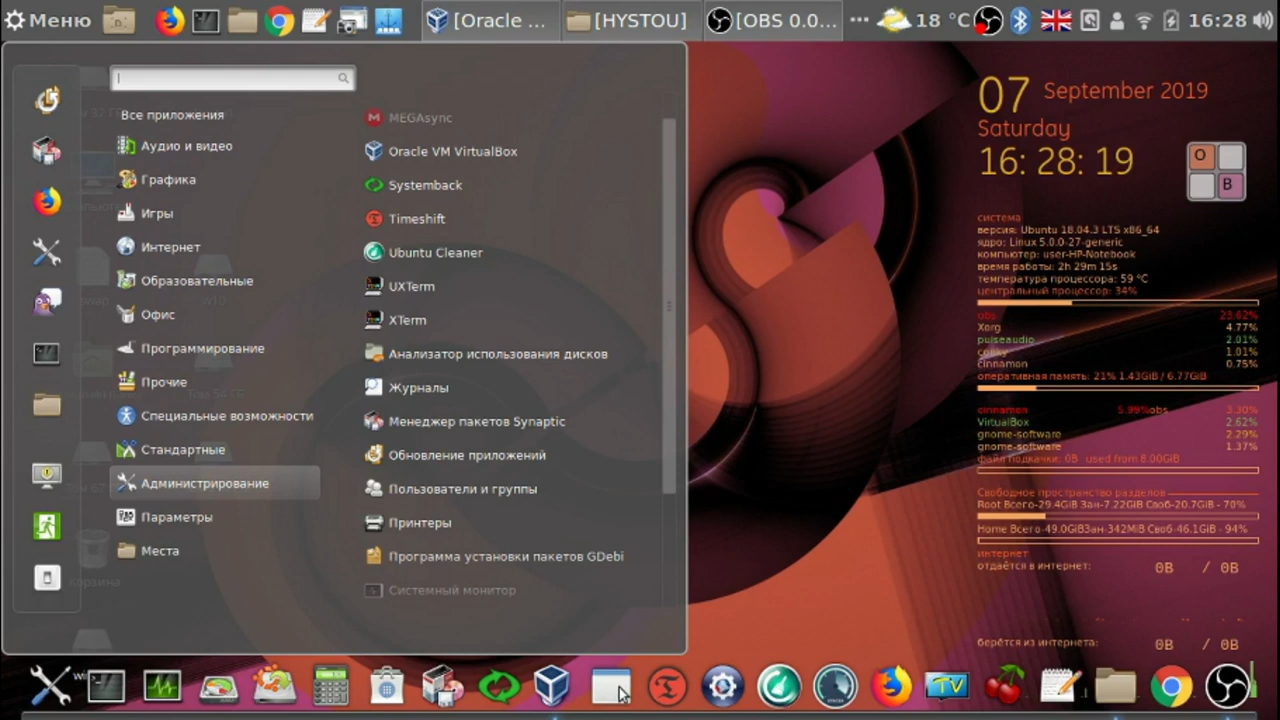 Меню
[Oracle ...
[HYSTOU]
[OBS 0.0...
18 °C
16:28
Все приложения
Аудио и видео
Графика
Игры
Интернет
Образовательные
Офис
Программирование
Прочие
Специальные возможности
Стандартные
Администрирование
Параметры
Места
MEGAsync
Oracle VM VirtualBox
Systemback
Timeshift
Ubuntu Cleaner
UXTerm
XTerm
Анализатор использования дисков
Журналы
Менеджер пакетов Synaptic
Обновление приложений
Пользователи и группы
Принтеры
Программа установки пакетов GDebi
Системный монитор
Корзина
07 September 2019
Saturday
16: 28: 19
O
B
система
версия: Ubuntu 18.04.3 LTS x86_64
ядро: Linux 5.0.0-27-generic
компьютер: user-HP-Notebook
время работы: 2h 29m 15s
температура процессора: 59 °C
центральный процессор: 34%
obs 23.62%
Xorg 4.77%
pulseaudio 2.01%
conky 1.01%
cinnamon 0.75%
оперативная память: 21% 1.43GiB / 6.77GiB
cinnamon 5.99%obs 3.30%
VirtualBox 2.62%
gnome-software 2.29%
gnome-software 1.37%
файл подкачки: 0B used from 8.00GiB
Свободное пространство разделов
Root Всего-29.4GiB Зан-7.22GiB Своб-20.7GiB - 70%
Home Всего-49.0GiBЗан-342MiB Своб-46.1GiB - 94%
интернет
отдаётся в интернет: 0B / 0B
берётся из интернета: 0B / 0B
TV